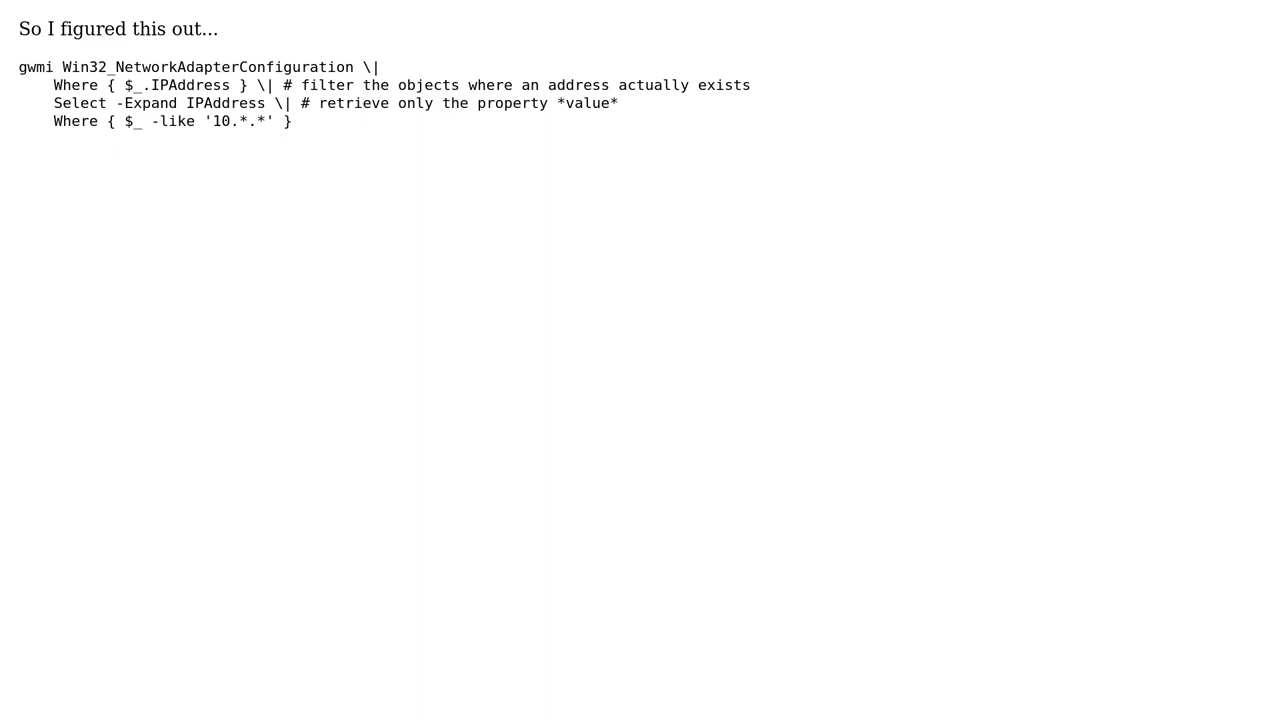 So I figured this out...
gwmi Win32_NetworkAdapterConfiguration \|
    Where { $_.IPAddress } \| # filter the objects where an address actually exists
    Select -Expand IPAddress \| # retrieve only the property *value*
    Where { $_ -like '10.*.*' }